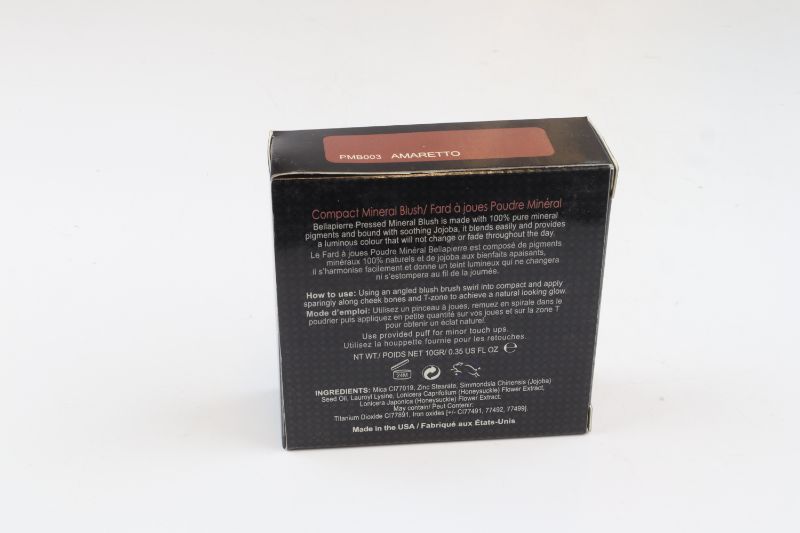 PMB003 AMARETTO
Compact Mineral Blush/ Fard à joues Poudre Minéral
Bellapierre Pressed Mineral Blush is made with 100% pure mineral
pigments and bound with soothing Jojoba, it blends easily and provides
a luminous colour that will not change or fade throughout the day.
Le Fard à joues Poudre Minéral Bellapierre est composé de pigments
minéraux 100% naturels et de jojoba aux bienfaits apaisants,
il s'harmonise facilement et donne un teint lumineux qui ne changera
ni s'estompera au fil de la journée.
How to use: Using an angled blush brush swirl into compact and apply
sparingly along cheek bones and T-zone to achieve a natural looking glow.
Mode d'emploi: Utilisez un pinceau à joues, remuez en spirale dans le
poudrier puis appliquez en petite quantité sur vos joues et sur la zone T
pour obtenir un éclat naturel.
Use provided puff for minor touch ups.
Utilisez la houppette fournie pour les retouches.
NT WT./ POIDS NET 10GR/ 0.35 US FL OZ ℮
24M
INGREDIENTS: Mica CI77019, Zinc Stearate, Simmondsia Chinensis (Jojoba)
Seed Oil, Lauroyl Lysine, Lonicera Caprifolium (Honeysuckle) Flower Extract,
Lonicera Japonica (Honeysuckle) Flower Extract.
May contain/ Peut Contenir:
Titanium Dioxide CI77891, Iron oxides [+/- CI77491, 77492, 77499].
Made in the USA / Fabriqué aux États-Unis